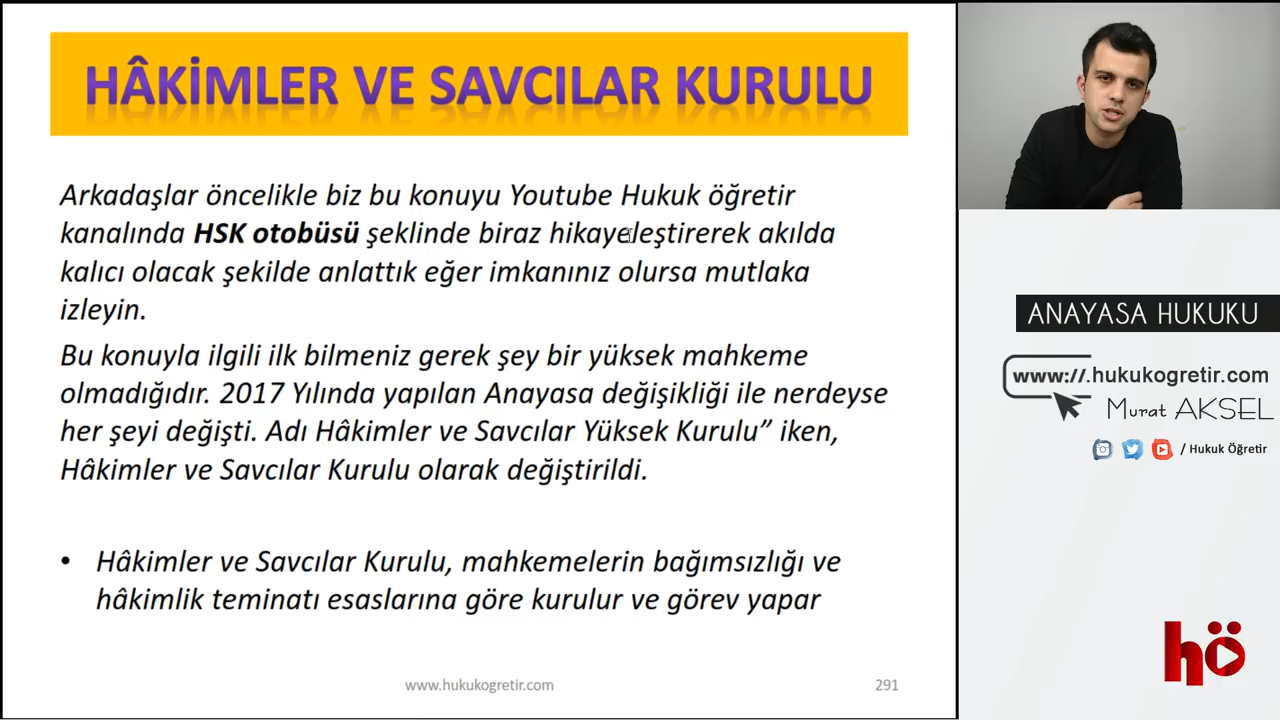 HÂKİMLER VE SAVCILAR KURULU
Arkadaşlar öncelikle biz bu konuyu Youtube Hukuk öğretir
kanalında HSK otobüsü şeklinde biraz hikayeleştirerek akılda
kalıcı olacak şekilde anlattık eğer imkanınız olursa mutlaka
izleyin.
Bu konuyla ilgili ilk bilmeniz gerek şey bir yüksek mahkeme
olmadığıdır. 2017 Yılında yapılan Anayasa değişikliği ile nerdeyse
her şeyi değişti. Adı Hâkimler ve Savcılar Yüksek Kurulu” iken,
Hâkimler ve Savcılar Kurulu olarak değiştirildi.
• Hâkimler ve Savcılar Kurulu, mahkemelerin bağımsızlığı ve
hâkimlik teminatı esaslarına göre kurulur ve görev yapar
www.hukukogretir.com
291
ANAYASA HUKUKU
www://.hukukogretir.com
Murat AKSEL
/ Hukuk Öğretir
hö